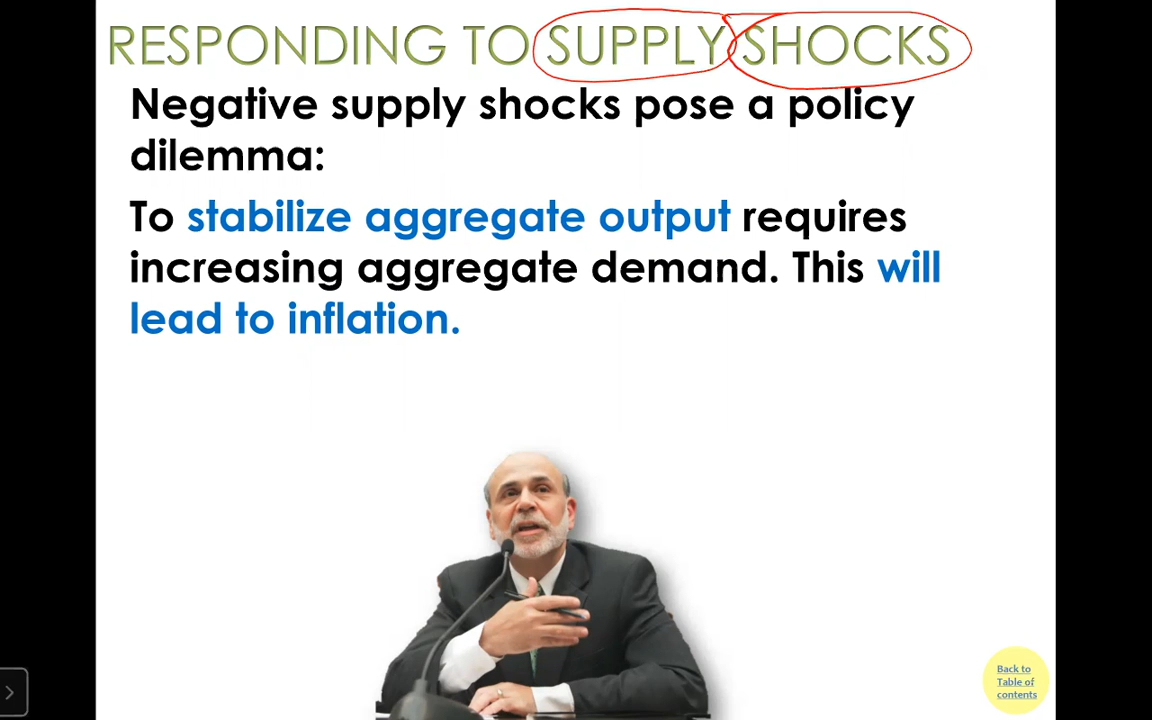 RESPONDING TO SUPPLY SHOCKS
Negative supply shocks pose a policy
dilemma:
To stabilize aggregate output requires
increasing aggregate demand. This will
lead to inflation.
Back to
Table of
contents